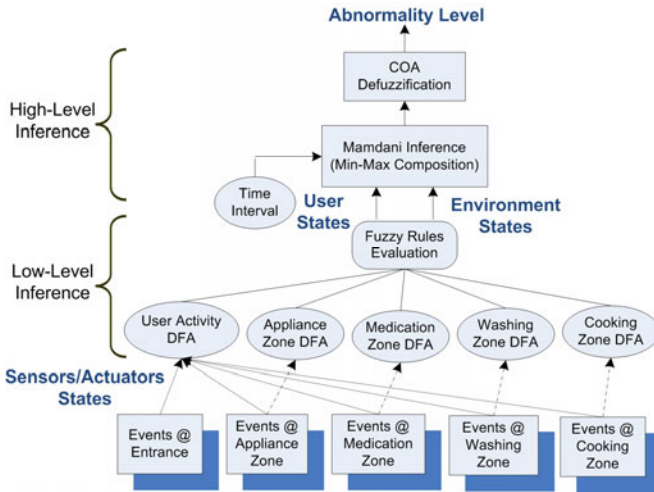 Abnormality Level
COA
Defuzzification
High-Level
Inference
Mamdani Inference
(Min-Max Composition)
Time
Interval
User
States
Environment
States
Fuzzy Rules
Evaluation
Low-Level
Inference
User Activity
DFA
Appliance
Zone DFA
Medication
Zone DFA
Washing
Zone DFA
Cooking
Zone DFA
Sensors/Actuators
States
Events @
Entrance
Events @
Appliance
Zone
Events @
Medication
Zone
Events @
Washing
Zone
Events @
Cooking
Zone